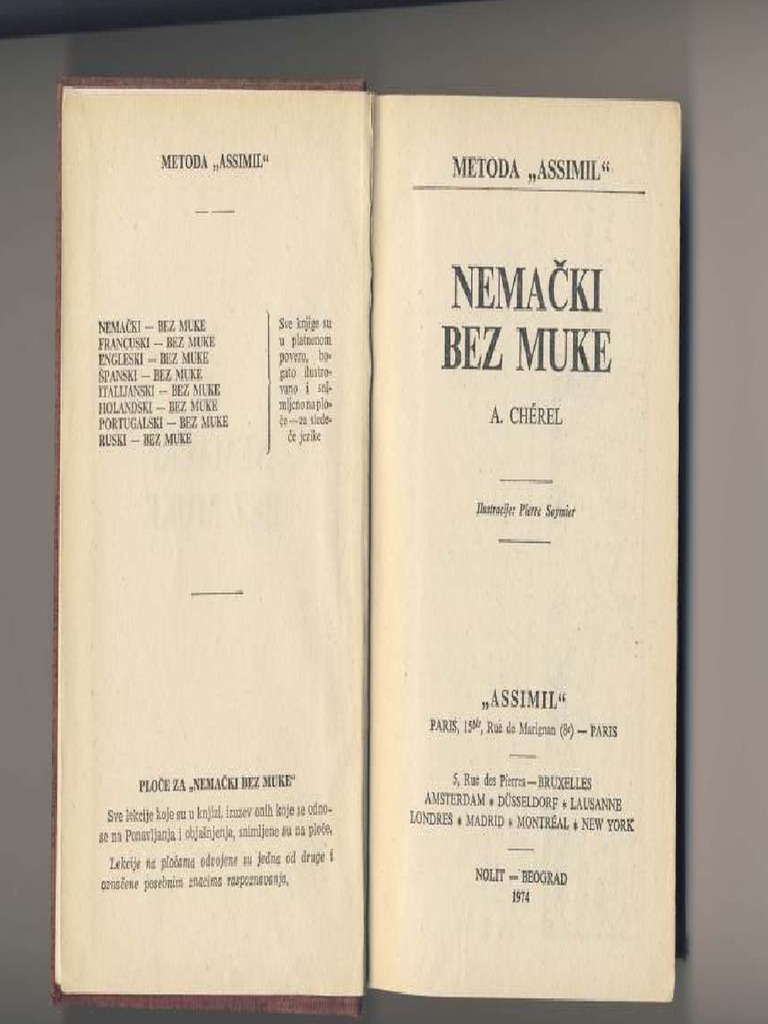 METODA „ASSIMIL“
NEMAČKI — BEZ MUKE
FRANCUSKI — BEZ MUKE
ENGLESKI — BEZ MUKE
ŠPANSKI — BEZ MUKE
ITALIJANSKI — BEZ MUKE
HOLANDSKI — BEZ MUKE
PORTUGALSKI — BEZ MUKE
RUSKI — BEZ MUKE
Sve knjige su
u platnenom
povezu, bo-
gato ilustro-
vane i sni-
mljeno na plo-
če — za slede-
će jezike
PLOČE ZA „NEMAČKI BEZ MUKE“
Sve lekcije koje su u knjizi, izuzev onih koje se odno-
se na Ponavljanja i objašnjenja, snimljene su na ploče.
Lekcije na pločama odvojene su jedna od druge i
označene posebnim znacima raspoznavanja.
METODA „ASSIMIL“
NEMAČKI
BEZ MUKE
A. CHÉREL
Ilustracije: Pierre Soymier
„ASSIMIL“
PARIS, 15bis, Rue de Marignan (8e) — PARIS
5, Rue des Pierres — BRUXELLES
AMSTERDAM * DÜSSELDORF * LAUSANNE
LONDRES * MADRID * MONTRÉAL * NEW YORK
NOLIT — BEOGRAD
1974